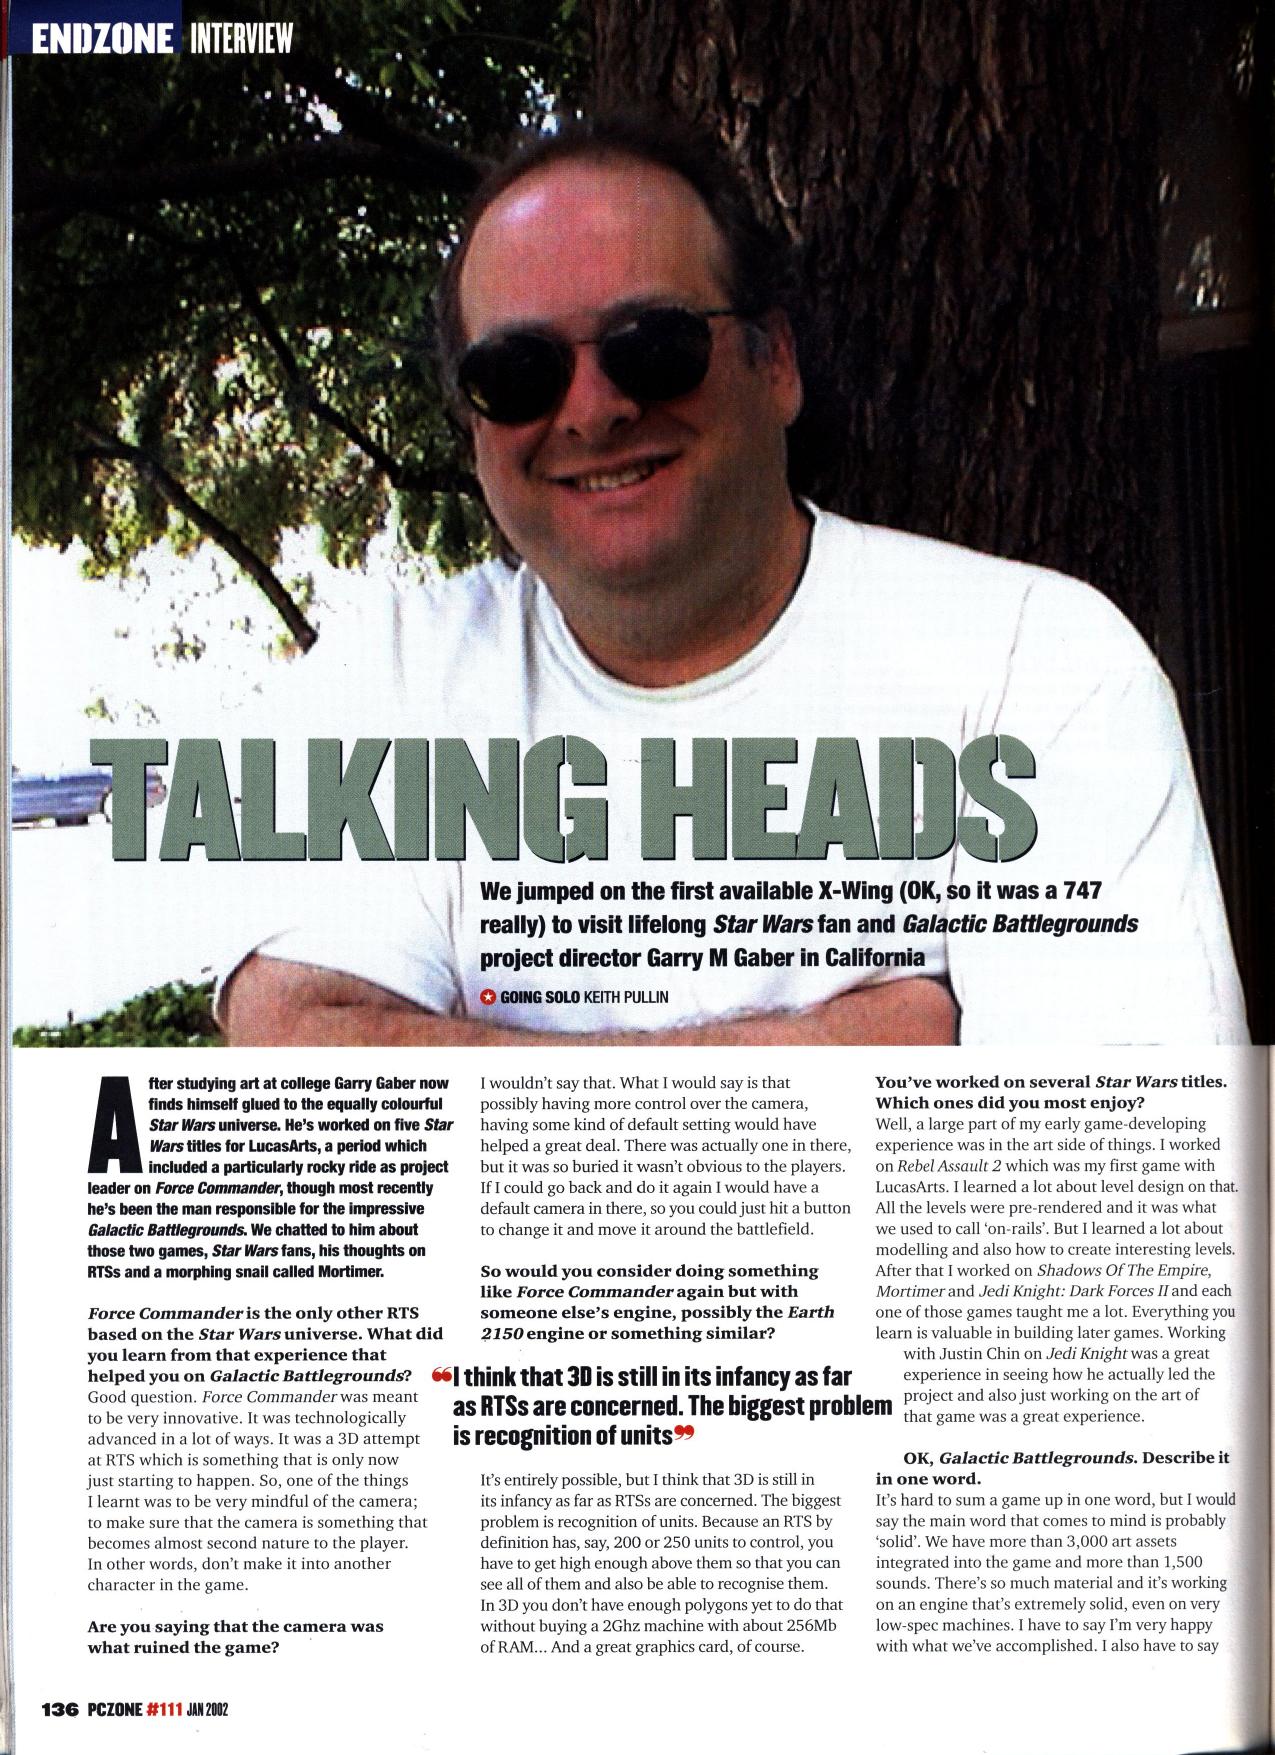 ENDZONE INTERVIEW
TALKING HEADS
We jumped on the first available X-Wing (OK, so it was a 747
really) to visit lifelong Star Wars fan and Galactic Battlegrounds
project director Garry M Gaber in California
GOING SOLO KEITH PULLIN
After studying art at college Garry Gaber now
finds himself glued to the equally colourful
Star Wars universe. He's worked on five Star
Wars titles for LucasArts, a period which
included a particularly rocky ride as project
leader on Force Commander, though most recently
he's been the man responsible for the impressive
Galactic Battlegrounds. We chatted to him about
those two games, Star Wars fans, his thoughts on
RTSs and a morphing snail called Mortimer.
Force Commander is the only other RTS
based on the Star Wars universe. What did
you learn from that experience that
helped you on Galactic Battlegrounds?
Good question. Force Commander was meant
to be very innovative. It was technologically
advanced in a lot of ways. It was a 3D attempt
at RTS which is something that is only now
just starting to happen. So, one of the things
I learnt was to be very mindful of the camera;
to make sure that the camera is something that
becomes almost second nature to the player.
In other words, don't make it into another
character in the game.
Are you saying that the camera was
what ruined the game?
I wouldn't say that. What I would say is that
possibly having more control over the camera,
having some kind of default setting would have
helped a great deal. There was actually one in there,
but it was so buried it wasn't obvious to the players.
If I could go back and do it again I would have a
default camera in there, so you could just hit a button
to change it and move it around the battlefield.
So would you consider doing something
like Force Commander again but with
someone else's engine, possibly the Earth
2150 engine or something similar?
“I think that 3D is still in its infancy as far
as RTSs are concerned. The biggest problem
is recognition of units”
It's entirely possible, but I think that 3D is still in
its infancy as far as RTSs are concerned. The biggest
problem is recognition of units. Because an RTS by
definition has, say, 200 or 250 units to control, you
have to get high enough above them so that you can
see all of them and also be able to recognise them.
In 3D you don't have enough polygons yet to do that
without buying a 2Ghz machine with about 256Mb
of RAM... And a great graphics card, of course.
You've worked on several Star Wars titles.
Which ones did you most enjoy?
Well, a large part of my early game-developing
experience was in the art side of things. I worked
on Rebel Assault 2 which was my first game with
LucasArts. I learned a lot about level design on that.
All the levels were pre-rendered and it was what
we used to call ‘on-rails’. But I learned a lot about
modelling and also how to create interesting levels.
After that I worked on Shadows Of The Empire,
Mortimer and Jedi Knight: Dark Forces II and each
one of those games taught me a lot. Everything you
learn is valuable in building later games. Working
with Justin Chin on Jedi Knight was a great
experience in seeing how he actually led the
project and also just working on the art of
that game was a great experience.
OK, Galactic Battlegrounds. Describe it
in one word.
It's hard to sum a game up in one word, but I would
say the main word that comes to mind is probably
‘solid’. We have more than 3,000 art assets
integrated into the game and more than 1,500
sounds. There's so much material and it's working
on an engine that's extremely solid, even on very
low-spec machines. I have to say I'm very happy
with what we've accomplished. I also have to say
136 PCZONE #111 JAN 2002